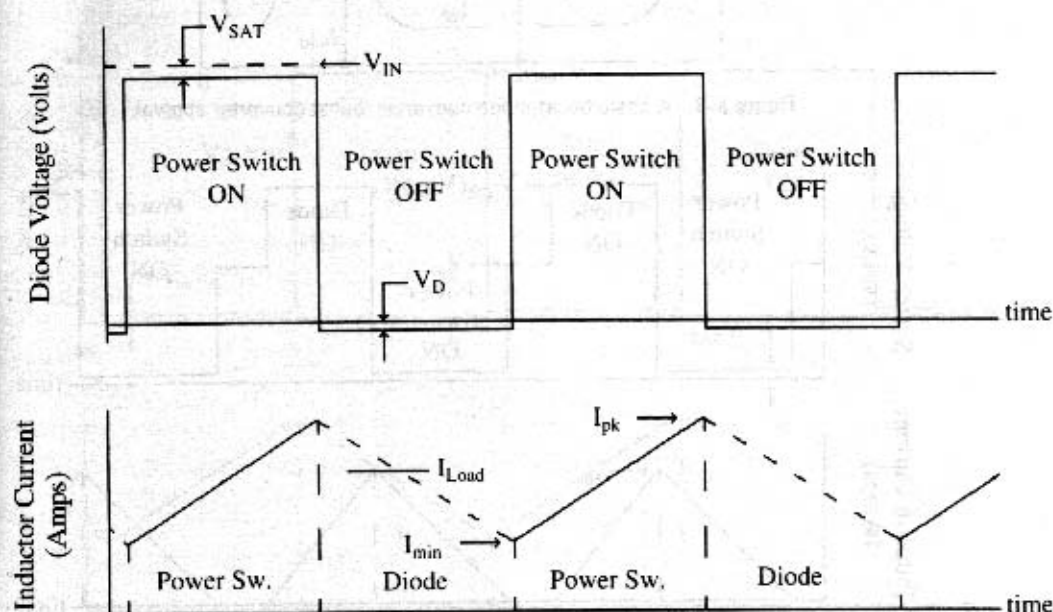 V_SAT
V_IN
Diode Voltage (volts)
Power Switch
ON
Power Switch
OFF
Power Switch
ON
Power Switch
OFF
V_D
time
Inductor Current
(Amps)
I_pk
I_Load
I_min
Power Sw.
Diode
Power Sw.
Diode
time